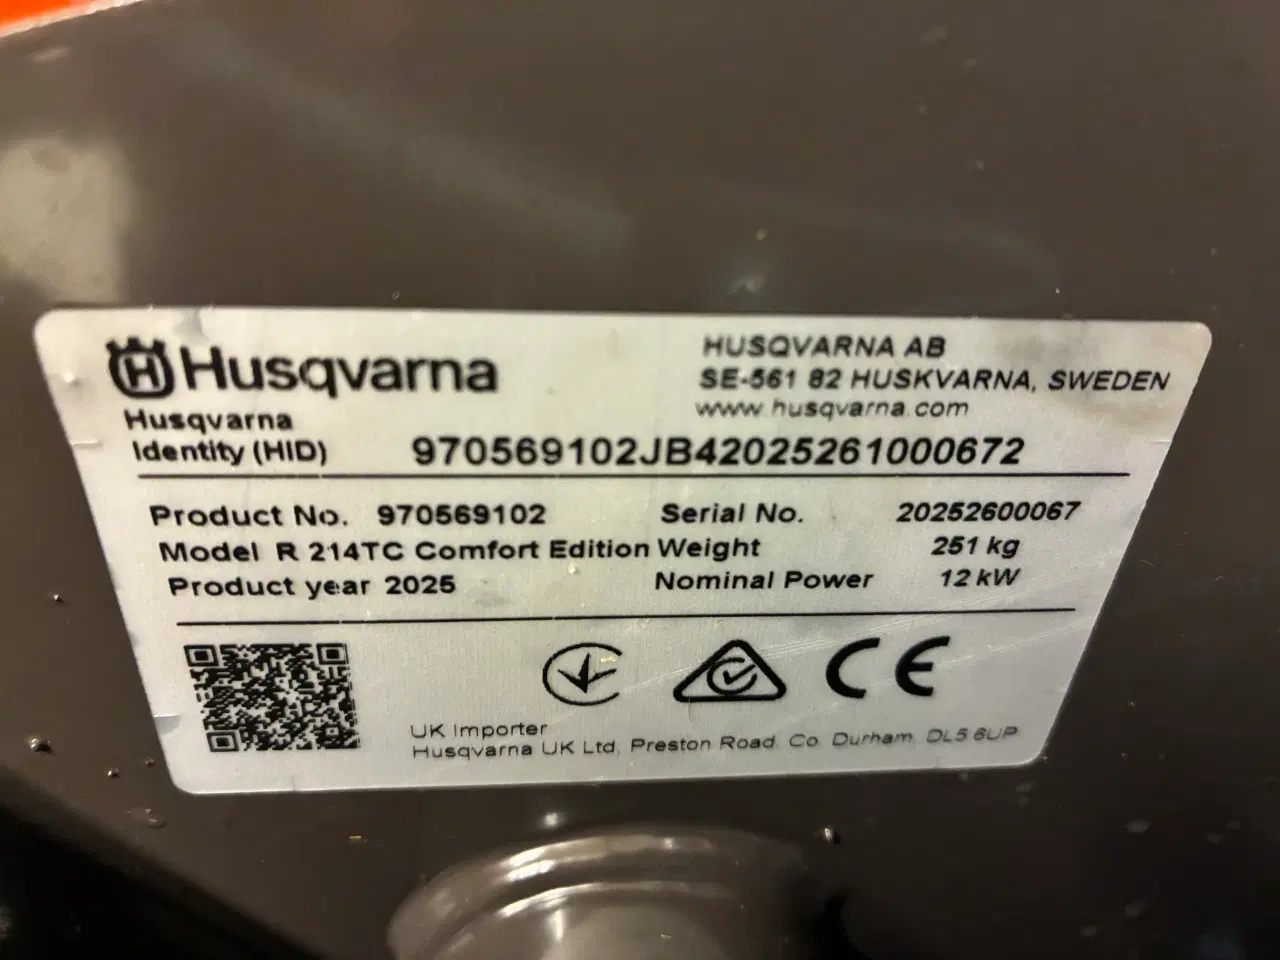 Husqvarna
HUSQVARNA AB
SE-561 82 HUSKVARNA, SWEDEN
www.husqvarna.com
Husqvarna
Identity (HID) 970569102JB42025261000672
Product No. 970569102 Serial No. 20252600067
Model R 214TC Comfort Edition Weight 251 kg
Product year 2025 Nominal Power 12 kW
CE
UK Importer
Husqvarna UK Ltd, Preston Road, Co. Durham, DL5 6UP